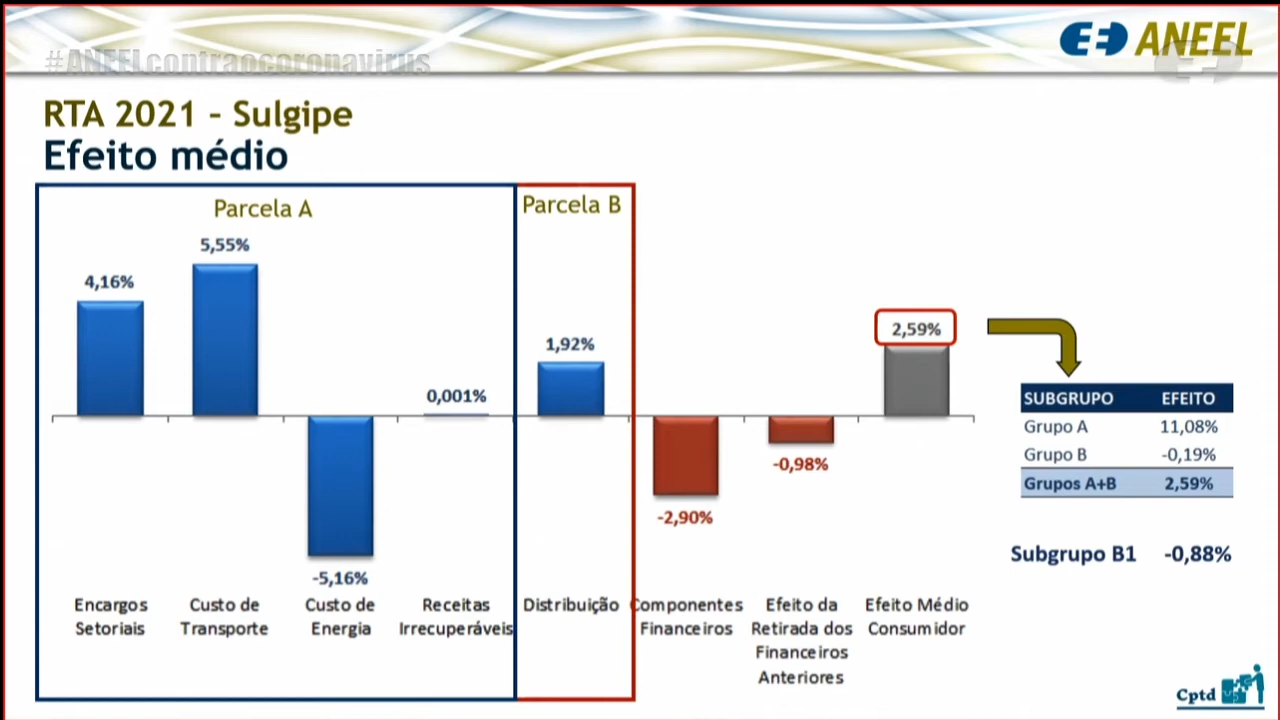 #ANEELcontraocoronavirus
ANEEL
RTA 2021 – Sulgipe
Efeito médio
Parcela A
Parcela B
4,16%
5,55%
-5,16%
0,001%
1,92%
-2,90%
-0,98%
2,59%
Encargos
Setoriais
Custo de
Transporte
Custo de
Energia
Receitas
Irrecuperáveis
Distribuição
Componentes
Financeiros
Efeito da
Retirada dos
Financeiros
Anteriores
Efeito Médio
Consumidor
SUBGRUPO EFEITO
Grupo A 11,08%
Grupo B -0,19%
Grupos A+B 2,59%
Subgrupo B1 -0,88%
Cptd